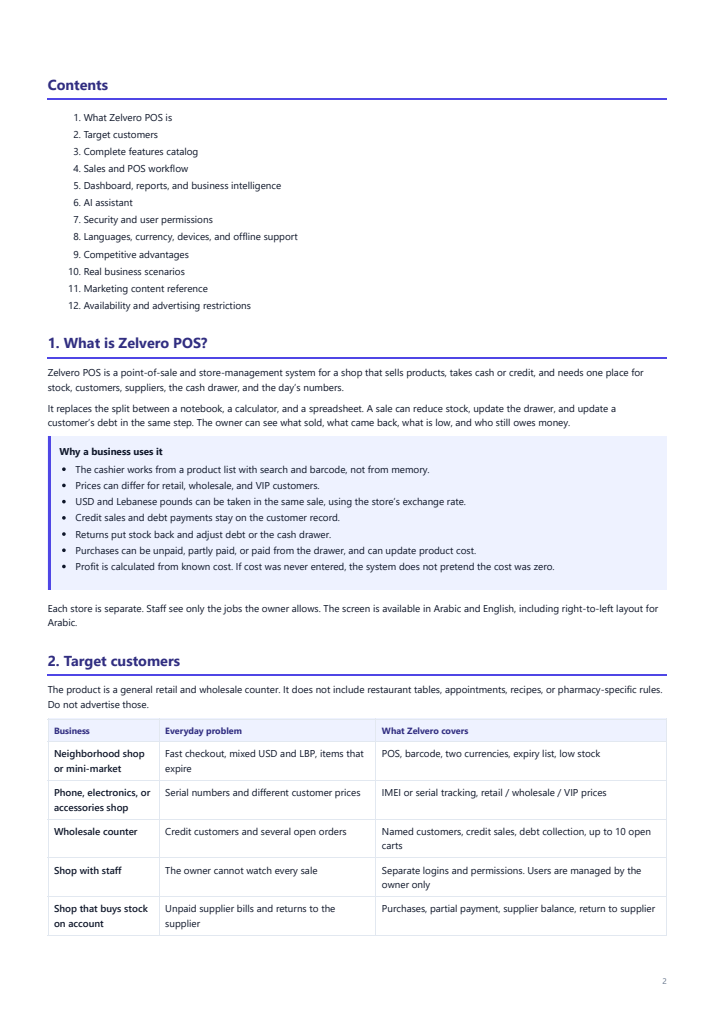 Contents
1. What Zelvero POS is
2. Target customers
3. Complete features catalog
4. Sales and POS workflow
5. Dashboard, reports, and business intelligence
6. AI assistant
7. Security and user permissions
8. Languages, currency, devices, and offline support
9. Competitive advantages
10. Real business scenarios
11. Marketing content reference
12. Availability and advertising restrictions
1. What is Zelvero POS?
Zelvero POS is a point-of-sale and store-management system for a shop that sells products, takes cash or credit, and needs one place for
stock, customers, suppliers, the cash drawer, and the day's numbers.
It replaces the split between a notebook, a calculator, and a spreadsheet. A sale can reduce stock, update the drawer, and update a
customer's debt in the same step. The owner can see what sold, what came back, what is low, and who still owes money.
Why a business uses it
• The cashier works from a product list with search and barcode, not from memory.
• Prices can differ for retail, wholesale, and VIP customers.
• USD and Lebanese pounds can be taken in the same sale, using the store's exchange rate.
• Credit sales and debt payments stay on the customer record.
• Returns put stock back and adjust debt or the cash drawer.
• Purchases can be unpaid, partly paid, or paid from the drawer, and can update product cost.
• Profit is calculated from known cost. If cost was never entered, the system does not pretend the cost was zero.
Each store is separate. Staff see only the jobs the owner allows. The screen is available in Arabic and English, including right-to-left layout for
Arabic.
2. Target customers
The product is a general retail and wholesale counter. It does not include restaurant tables, appointments, recipes, or pharmacy-specific rules.
Do not advertise those.
Business Everyday problem What Zelvero covers
Neighborhood shop Fast checkout, mixed USD and LBP, items that POS, barcode, two currencies, expiry list, low stock
or mini-market expire
Phone, electronics, or Serial numbers and different customer prices IMEI or serial tracking, retail / wholesale / VIP prices
accessories shop
Wholesale counter Credit customers and several open orders Named customers, credit sales, debt collection, up to 10 open
carts
Shop with staff The owner cannot watch every sale Separate logins and permissions. Users are managed by the
owner only
Shop that buys stock Unpaid supplier bills and returns to the Purchases, partial payment, supplier balance, return to supplier
on account supplier
2